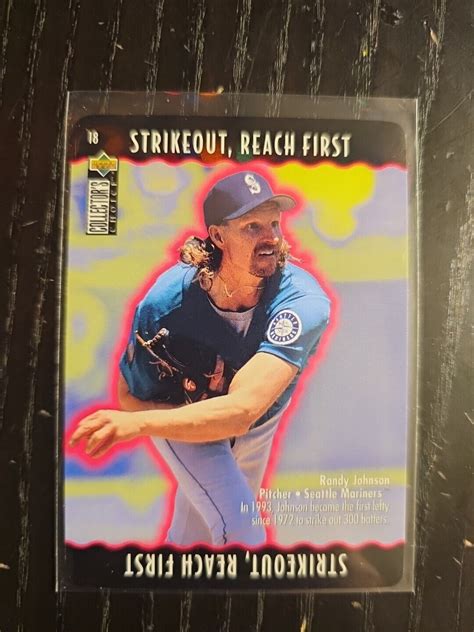 18
STRIKEOUT, REACH FIRST
UPPER DECK
COLLECTOR'S
CHOICE
S
SEATTLE
MARINERS
Randy Johnson
Pitcher • Seattle Mariners
In 1993, Johnson became the first lefty
since 1972 to strike out 300 batters.
STRIKEOUT, REACH FIRST